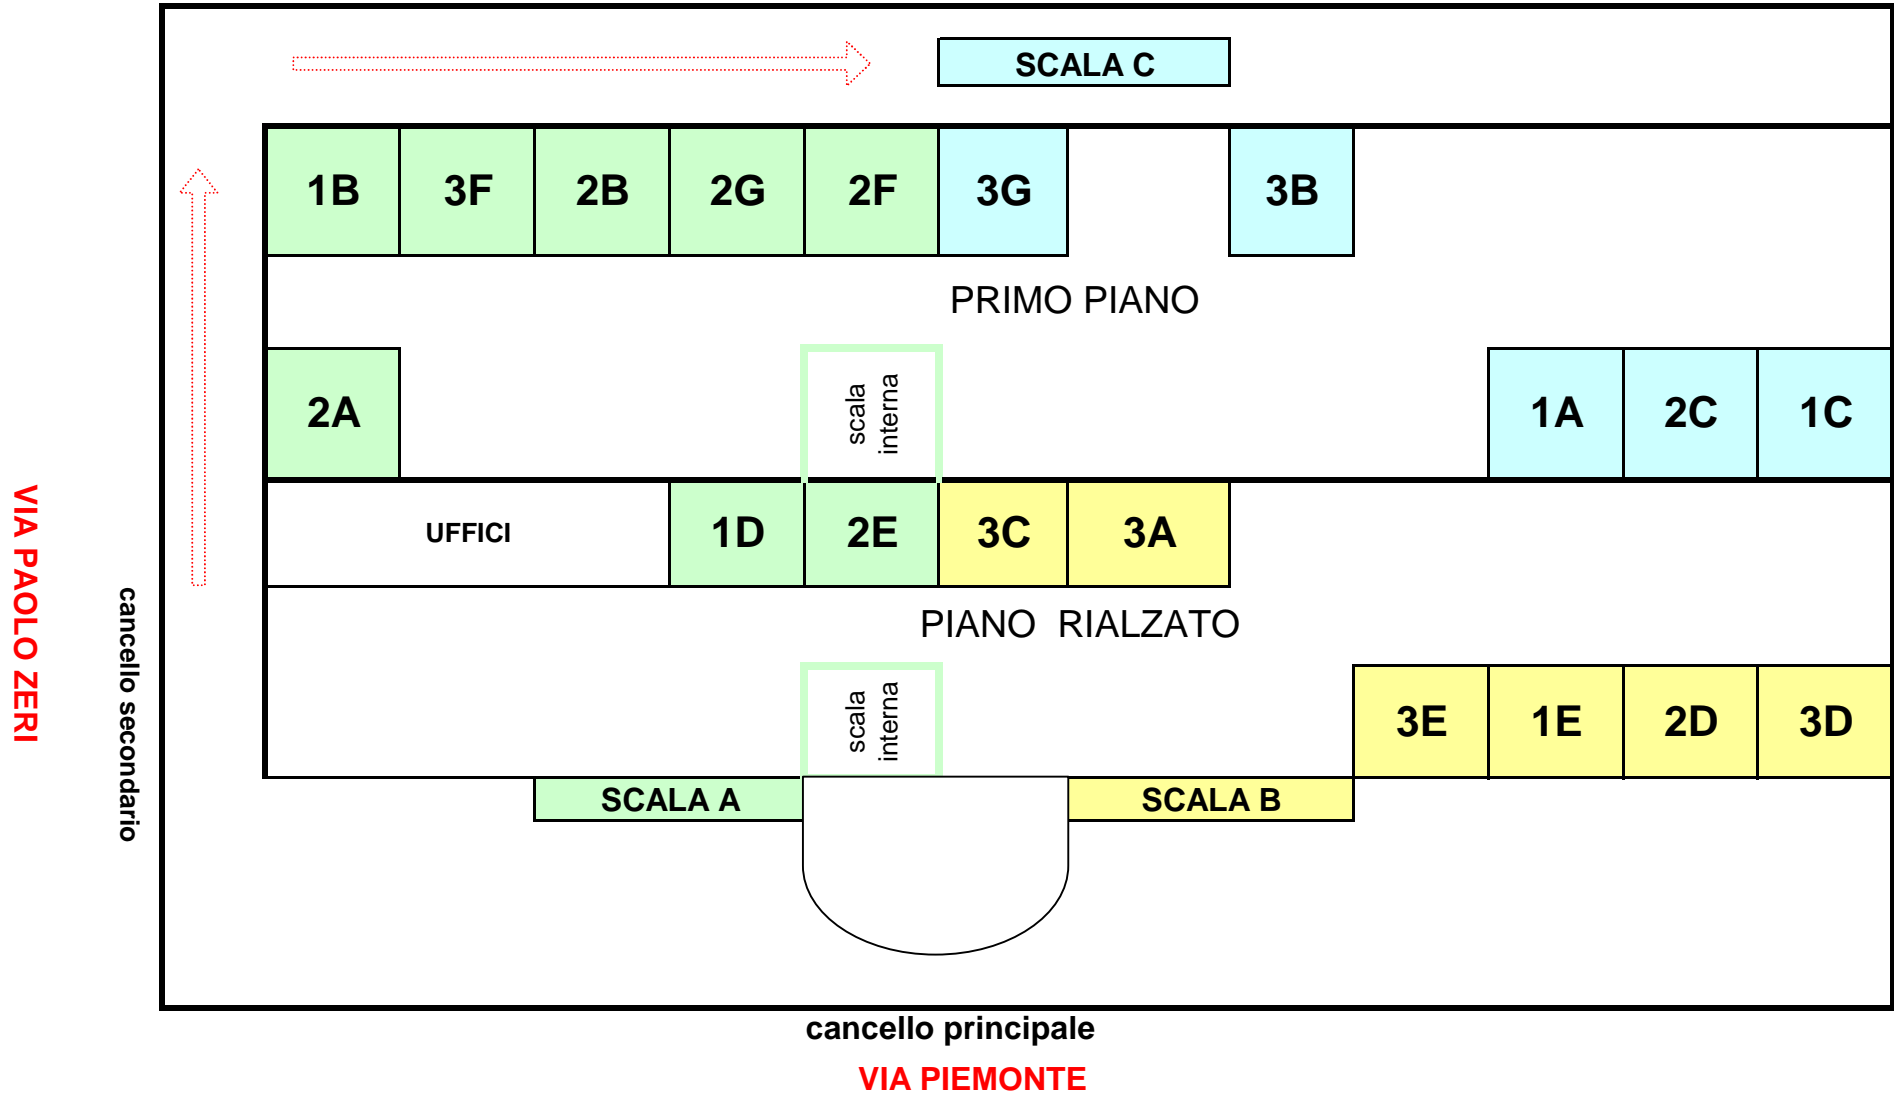 SCALA C
1B 3F 2B 2G 2F 3G 3B
PRIMO PIANO
2A
scala
interna
1A 2C 1C
UFFICI 1D 2E 3C 3A
PIANO RIALZATO
scala
interna
3E 1E 2D 3D
SCALA A
SCALA B
VIA PAOLO ZERI
cancello secondario
cancello principale
VIA PIEMONTE